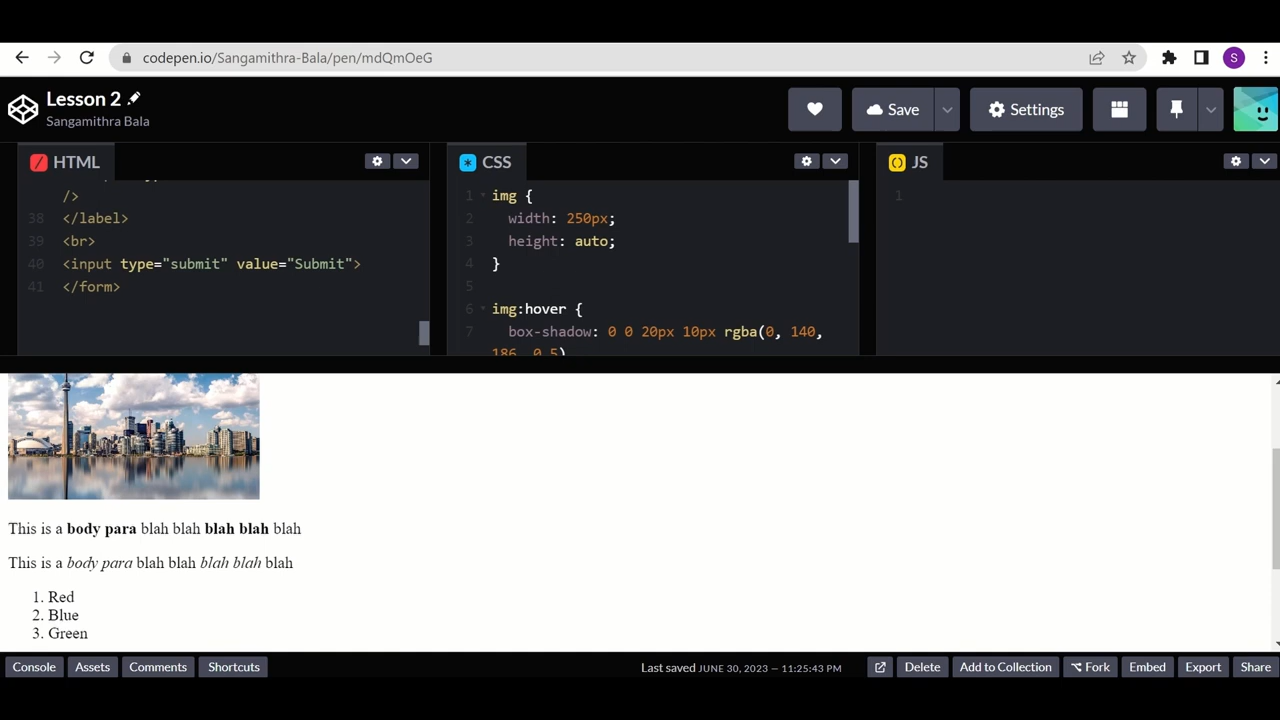 codepen.io/Sangamithra-Bala/pen/mdQmOeG
S
Lesson 2
Sangamithra Bala
Save
Settings
HTML
/>
38 </label>
39 <br>
40 <input type="submit" value="Submit">
41 </form>
CSS
1 img {
2 width: 250px;
3 height: auto;
4 }
5
6 img:hover {
7 box-shadow: 0 0 20px 10px rgba(0, 140,
186, 0.5)
JS
1
This is a body para blah blah blah blah blah
This is a body para blah blah blah blah blah
1. Red
2. Blue
3. Green
Console Assets Comments Shortcuts
Last saved JUNE 30, 2023 — 11:25:43 PM
Delete Add to Collection Fork Embed Export Share